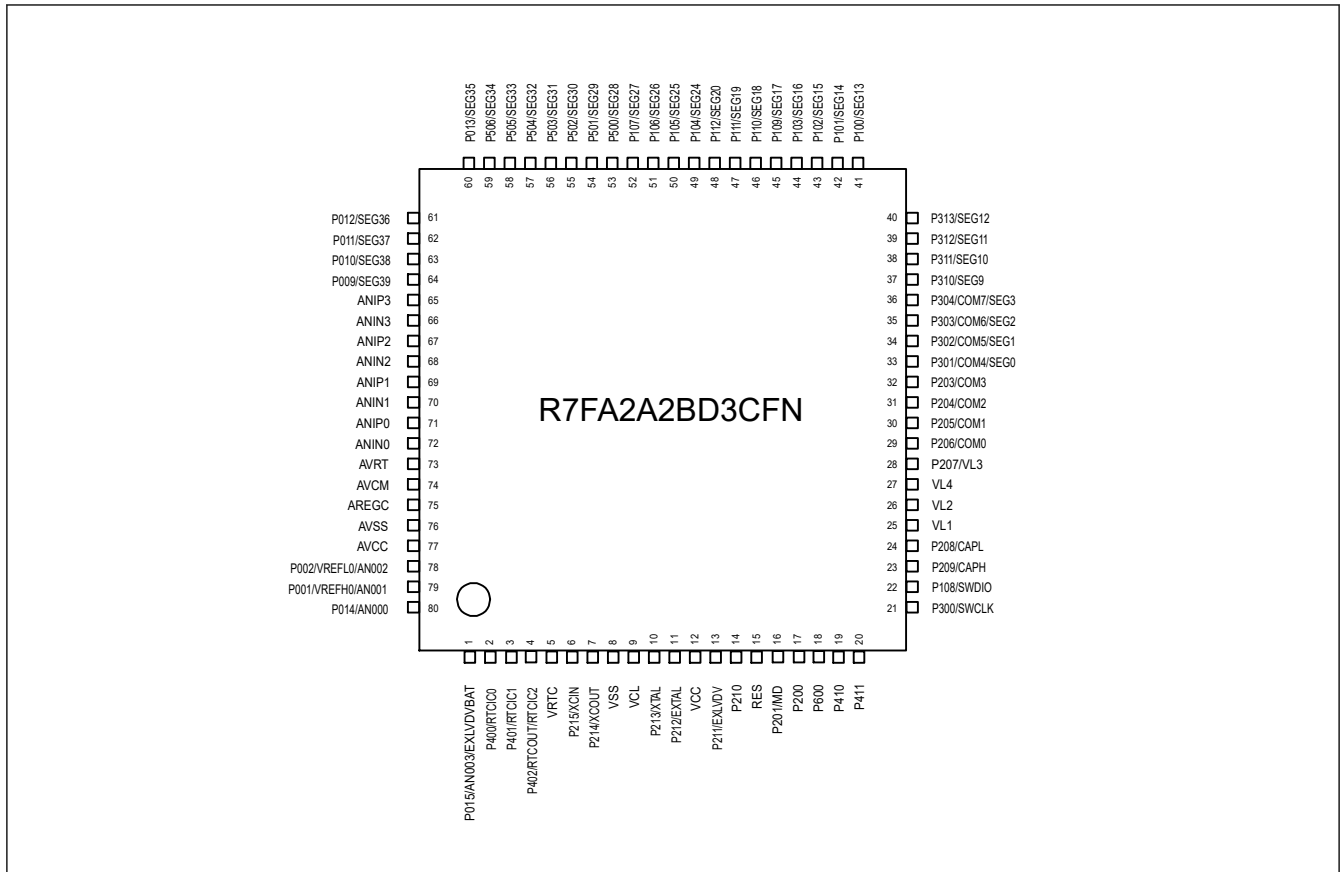 P013/SEG35
P506/SEG34
P505/SEG33
P504/SEG32
P503/SEG31
P502/SEG30
P501/SEG29
P500/SEG28
P107/SEG27
P106/SEG26
P105/SEG25
P104/SEG24
P112/SEG20
P111/SEG19
P110/SEG18
P109/SEG17
P103/SEG16
P102/SEG15
P101/SEG14
P100/SEG13
60
59
58
57
56
55
54
53
52
51
50
49
48
47
46
45
44
43
42
41
P012/SEG36 61
P011/SEG37 62
P010/SEG38 63
P009/SEG39 64
ANIP3 65
ANIN3 66
ANIP2 67
ANIN2 68
ANIP1 69
ANIN1 70
ANIP0 71
ANIN0 72
AVRT 73
AVCM 74
AREGC 75
AVSS 76
AVCC 77
P002/VREFL0/AN002 78
P001/VREFH0/AN001 79
P014/AN000 80
R7FA2A2BD3CFN
40 P313/SEG12
39 P312/SEG11
38 P311/SEG10
37 P310/SEG9
36 P304/COM7/SEG3
35 P303/COM6/SEG2
34 P302/COM5/SEG1
33 P301/COM4/SEG0
32 P203/COM3
31 P204/COM2
30 P205/COM1
29 P206/COM0
28 P207/VL3
27 VL4
26 VL2
25 VL1
24 P208/CAPL
23 P209/CAPH
22 P108/SWDIO
21 P300/SWCLK
1
2
3
4
5
6
7
8
9
10
11
12
13
14
15
16
17
18
19
20
P015/AN003/EXLVDVBAT
P400/RTCIC0
P401/RTCIC1
P402/RTCOUT/RTCIC2
VRTC
P215/XCIN
P214/XCOUT
VSS
VCL
P213/XTAL
P212/EXTAL
VCC
P211/EXLVDV
P210
RES
P201/MD
P200
P600
P410
P411